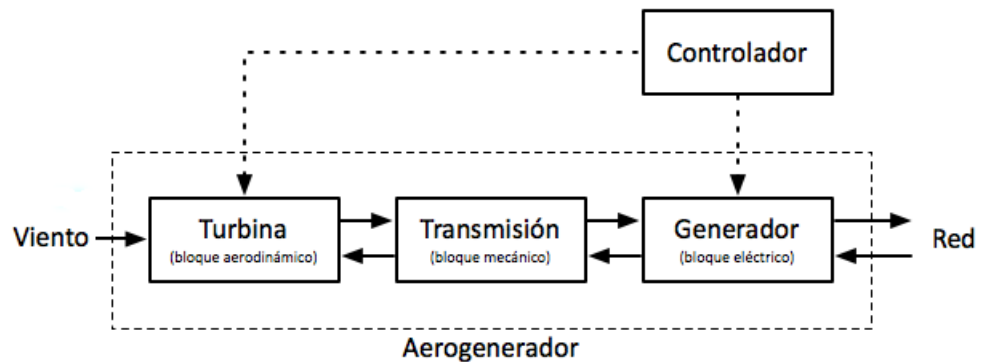 Controlador
Viento
Turbina
(bloque aerodinámico)
Transmisión
(bloque mecánico)
Generador
(bloque eléctrico)
Red
Aerogenerador